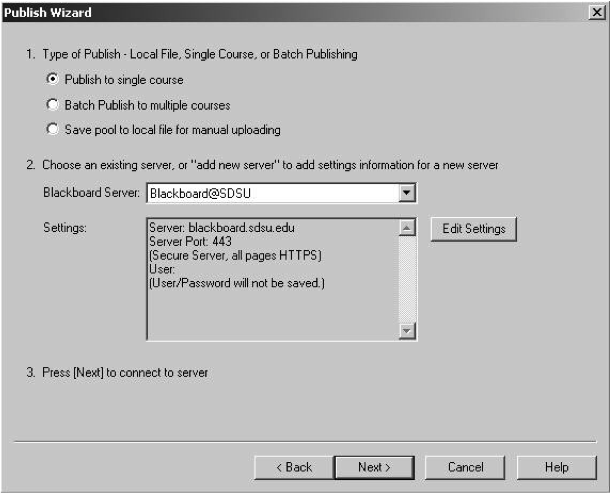 Publish Wizard
1. Type of Publish - Local File, Single Course, or Batch Publishing
Publish to single course
Batch Publish to multiple courses
Save pool to local file for manual uploading
2. Choose an existing server, or "add new server" to add settings information for a new server
Blackboard Server: Blackboard@SDSU
Settings:
Server: blackboard.sdsu.edu
Server Port: 443
(Secure Server, all pages HTTPS)
User:
(User/Password will not be saved.)
Edit Settings
3. Press [Next] to connect to server
< Back
Next >
Cancel
Help